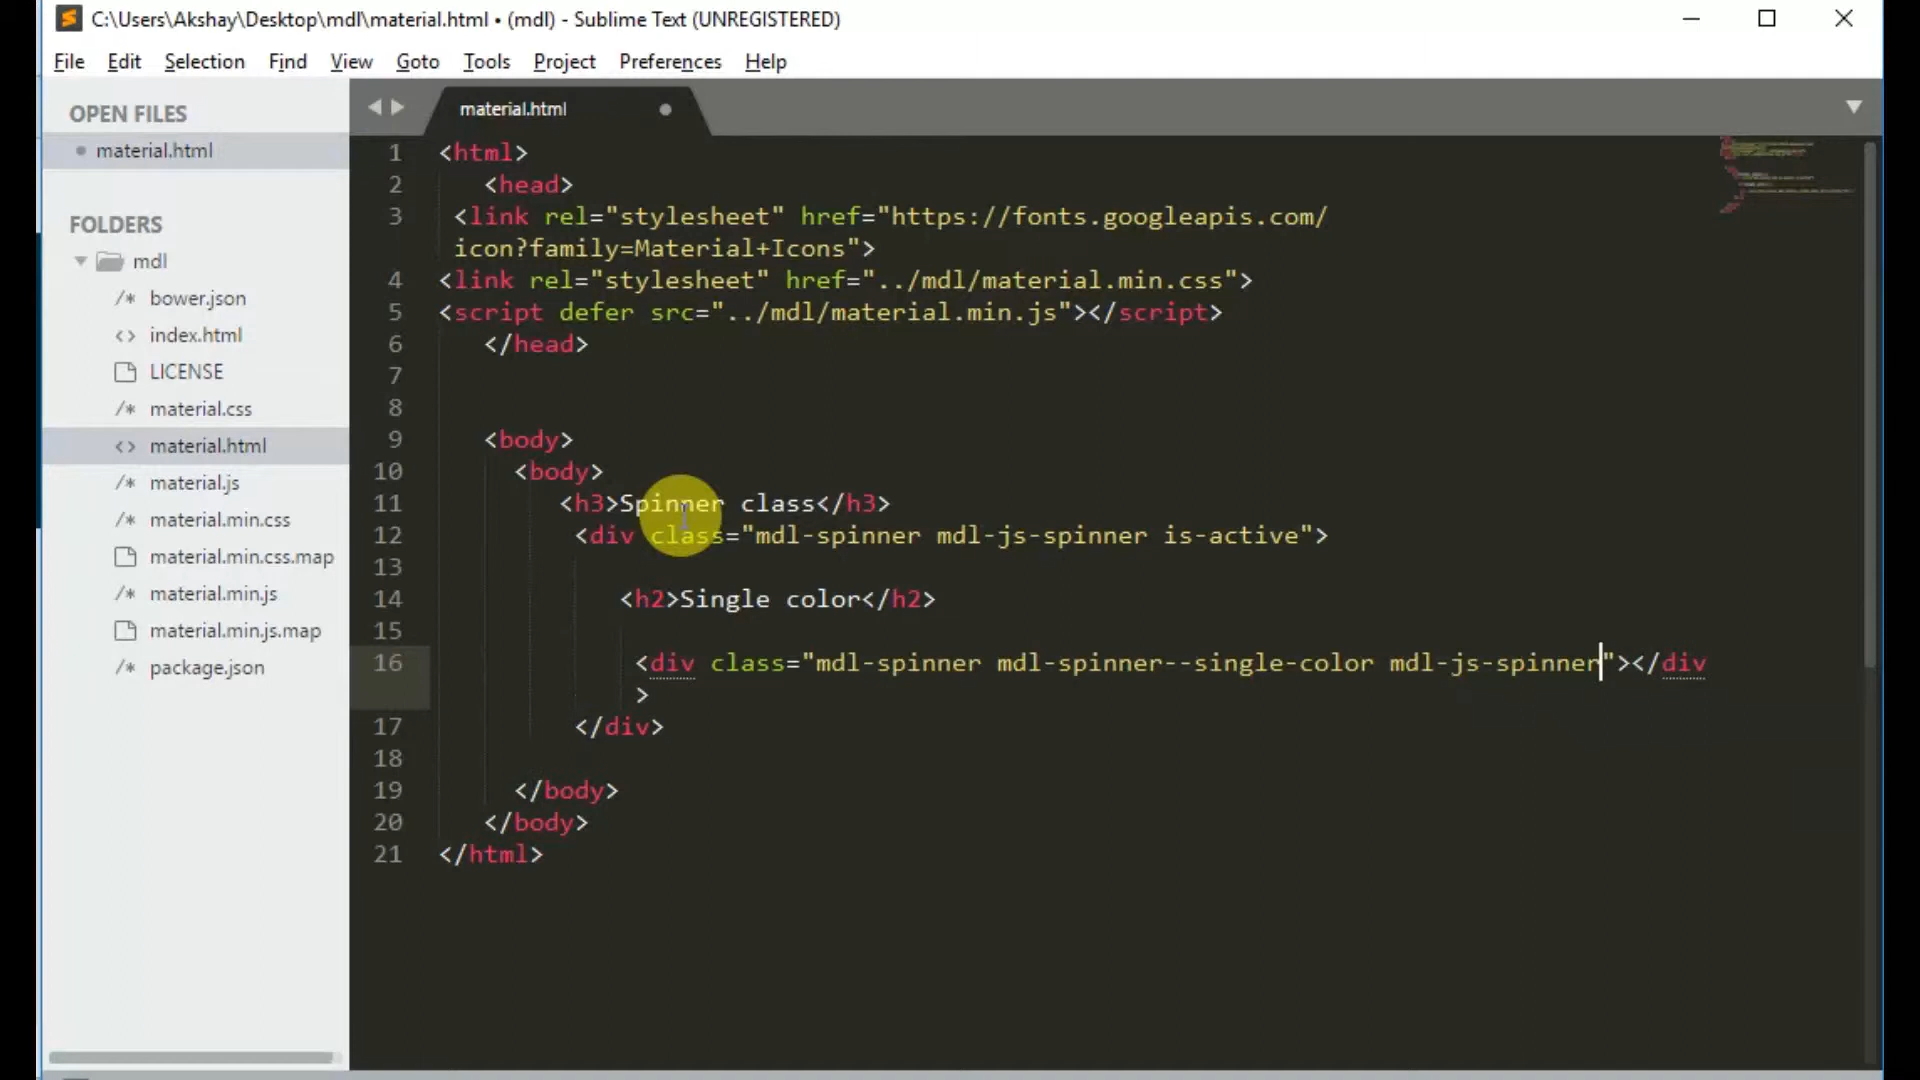 C:\Users\Akshay\Desktop\mdl\material.html • (mdl) - Sublime Text (UNREGISTERED)
File Edit Selection Find View Goto Tools Project Preferences Help
OPEN FILES
material.html
FOLDERS
mdl
/* bower.json
<> index.html
LICENSE
/* material.css
<> material.html
/* material.js
/* material.min.css
material.min.css.map
/* material.min.js
material.min.js.map
/* package.json
material.html
1 <html>
2 <head>
3 <link rel="stylesheet" href="https://fonts.googleapis.com/
icon?family=Material+Icons">
4 <link rel="stylesheet" href="../mdl/material.min.css">
5 <script defer src="../mdl/material.min.js"></script>
6 </head>
7
8
9 <body>
10 <body>
11 <h3>Spinner class</h3>
12 <div class="mdl-spinner mdl-js-spinner is-active">
13
14 <h2>Single color</h2>
15
16 <div class="mdl-spinner mdl-spinner--single-color mdl-js-spinner"></div
>
17 </div>
18
19 </body>
20 </body>
21 </html>